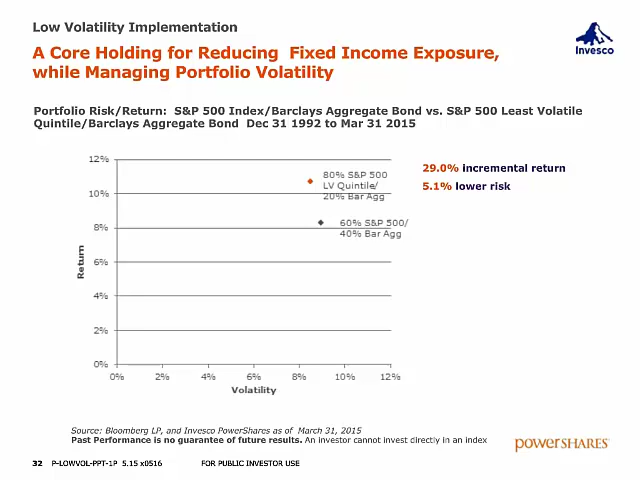 Low Volatility Implementation
A Core Holding for Reducing Fixed Income Exposure,
while Managing Portfolio Volatility
Invesco
Portfolio Risk/Return: S&P 500 Index/Barclays Aggregate Bond vs. S&P 500 Least Volatile
Quintile/Barclays Aggregate Bond Dec 31 1992 to Mar 31 2015
29.0% incremental return
5.1% lower risk
12%
10%
8%
6%
4%
2%
0%
Return
80% S&P 500
LV Quintile/
20% Bar Agg
60% S&P 500/
40% Bar Agg
0% 2% 4% 6% 8% 10% 12%
Volatility
Source: Bloomberg LP, and Invesco PowerShares as of March 31, 2015
Past Performance is no guarantee of future results. An investor cannot invest directly in an index
powerSHARES
32 P-LOWVOL-PPT-1P 5.15 x0516 FOR PUBLIC INVESTOR USE